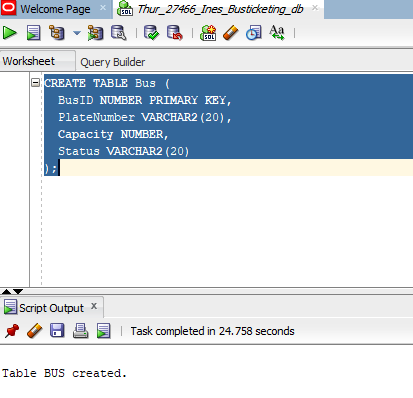 Welcome Page
Thur_27466_Ines_Busticketing_db
SQL
Worksheet
Query Builder
CREATE TABLE Bus (
BusID NUMBER PRIMARY KEY,
PlateNumber VARCHAR2(20),
Capacity NUMBER,
Status VARCHAR2(20)
);
Script Output
Task completed in 24.758 seconds
Table BUS created.